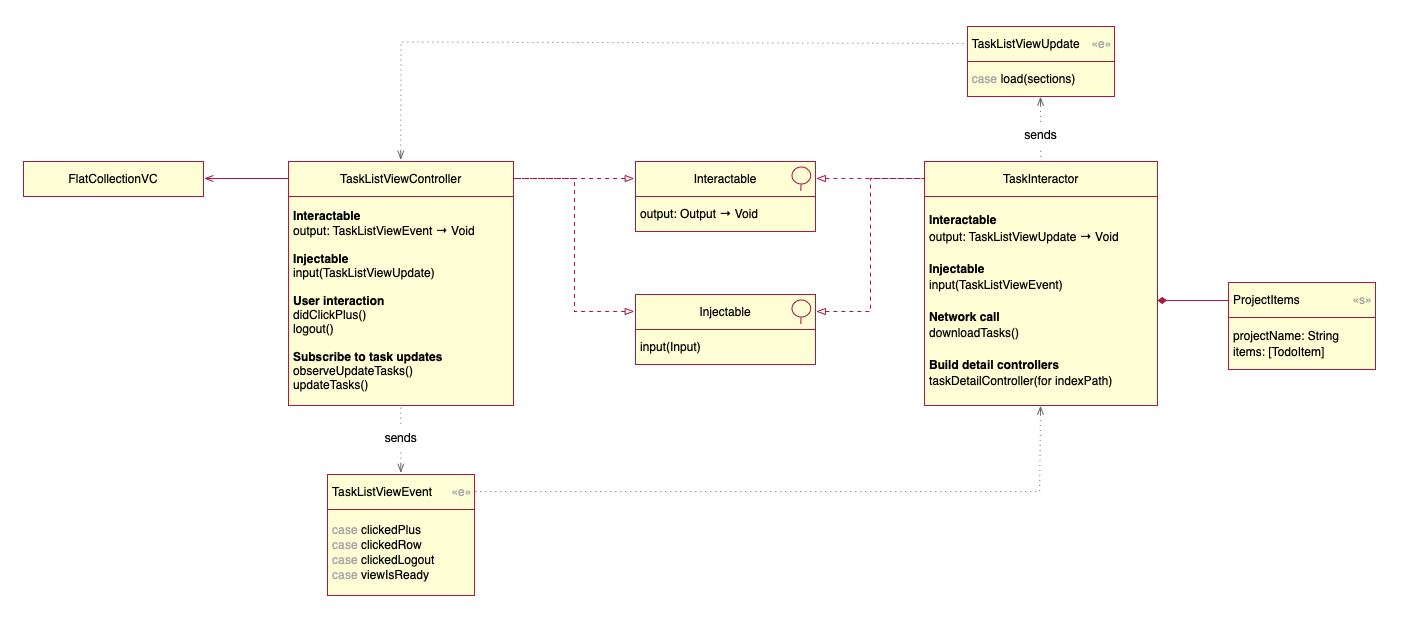 TaskListViewUpdate «e»
case load(sections)
sends
FlatCollectionVC
TaskListViewController
Interactable
output: TaskListViewEvent → Void
Injectable
input(TaskListViewUpdate)
User interaction
didClickPlus()
logout()
Subscribe to task updates
observeUpdateTasks()
updateTasks()
Interactable
output: Output → Void
Injectable
input(Input)
TaskInteractor
Interactable
output: TaskListViewUpdate → Void
Injectable
input(TaskListViewEvent)
Network call
downloadTasks()
Build detail controllers
taskDetailController(for indexPath)
ProjectItems «s»
projectName: String
items: [TodoItem]
sends
TaskListViewEvent «e»
case clickedPlus
case clickedRow
case clickedLogout
case viewIsReady